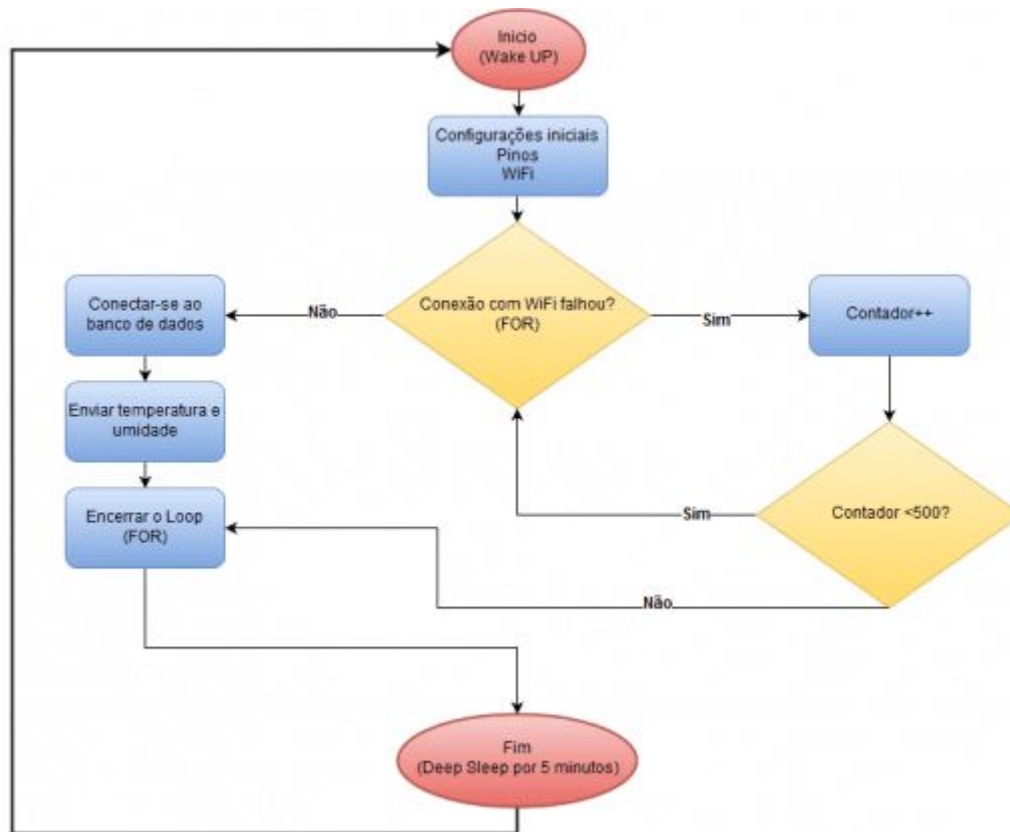 Inicio
(Wake UP)
Configurações iniciais
Pinos
WiFi
Conexão com WiFi falhou?
(FOR)
Não
Sim
Conectar-se ao
banco de dados
Contador++
Enviar temperatura e
umidade
Contador <500?
Sim
Encerrar o Loop
(FOR)
Não
Fim
(Deep Sleep por 5 minutos)